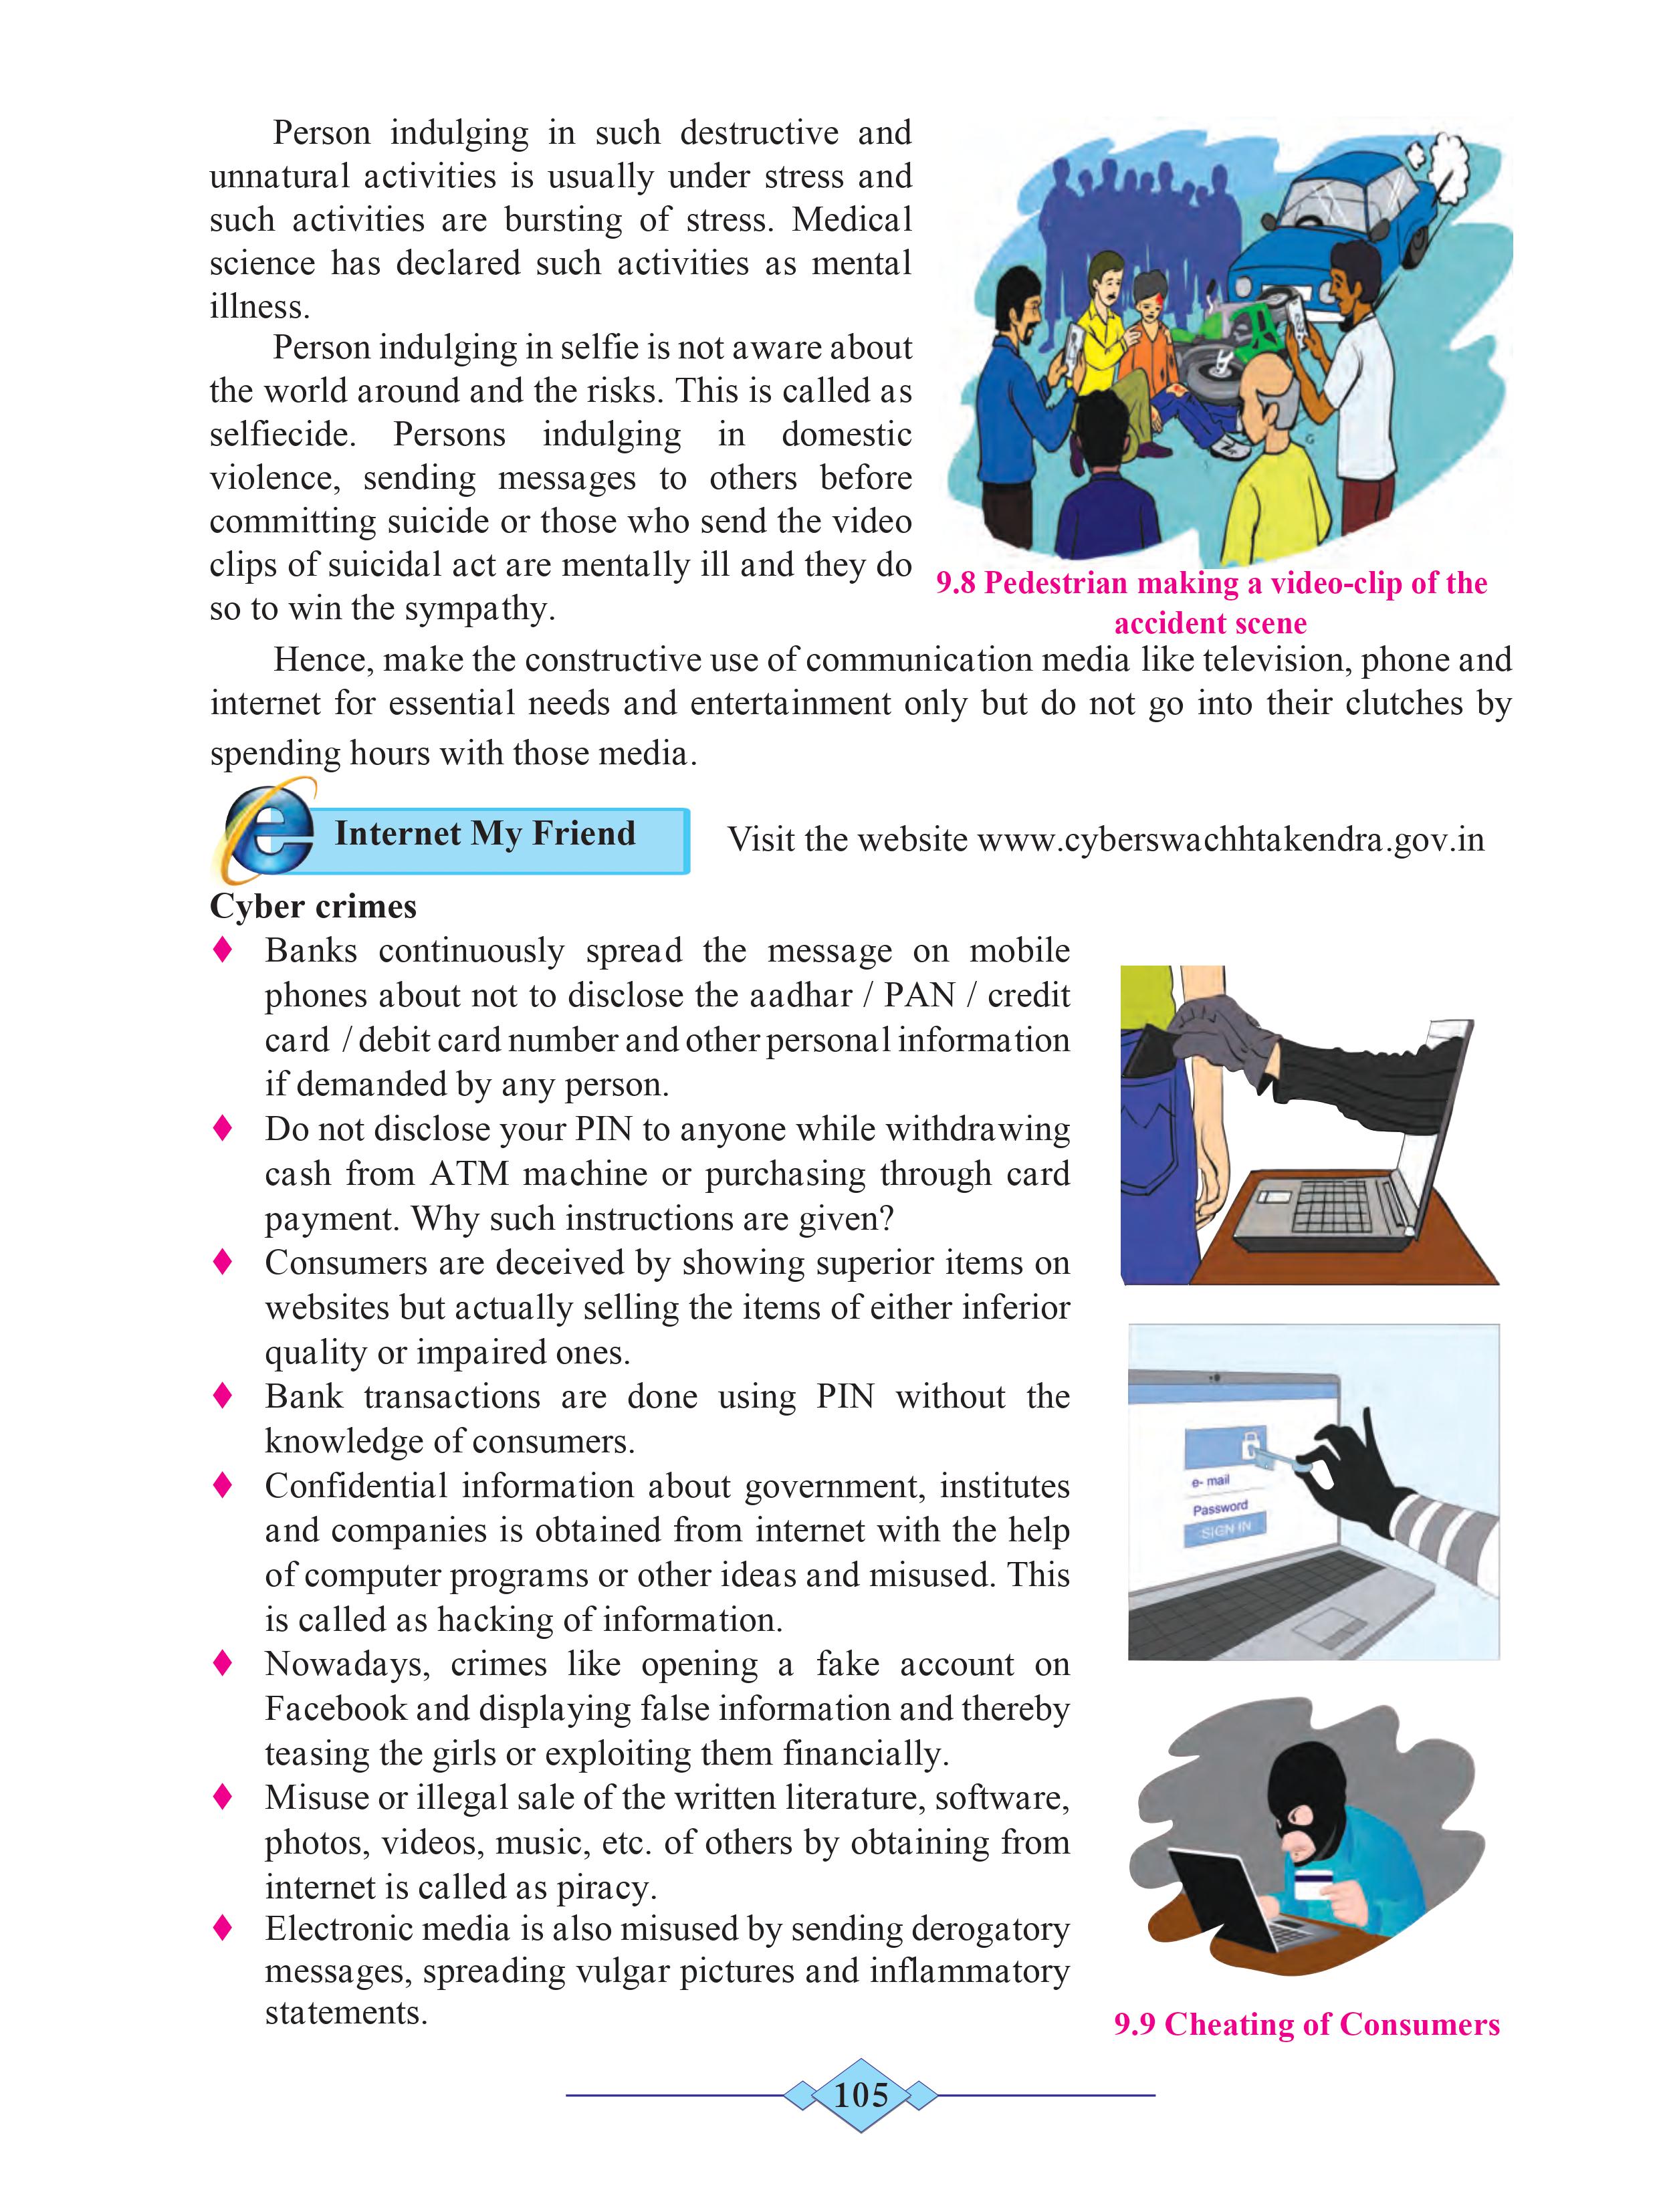 Person indulging in such destructive and
unnatural activities is usually under stress and
such activities are bursting of stress. Medical
science has declared such activities as mental
illness.
Person indulging in selfie is not aware about
the world around and the risks. This is called as
selfiecide. Persons indulging in domestic
violence, sending messages to others before
committing suicide or those who send the video
clips of suicidal act are mentally ill and they do
so to win the sympathy.
9.8 Pedestrian making a video-clip of the
accident scene
Hence, make the constructive use of communication media like television, phone and
internet for essential needs and entertainment only but do not go into their clutches by
spending hours with those media.
Internet My Friend
Visit the website www.cyberswachhtakendra.gov.in
Cyber crimes
♦ Banks continuously spread the message on mobile
phones about not to disclose the aadhar / PAN / credit
card / debit card number and other personal information
if demanded by any person.
♦ Do not disclose your PIN to anyone while withdrawing
cash from ATM machine or purchasing through card
payment. Why such instructions are given?
♦ Consumers are deceived by showing superior items on
websites but actually selling the items of either inferior
quality or impaired ones.
♦ Bank transactions are done using PIN without the
knowledge of consumers.
♦ Confidential information about government, institutes
and companies is obtained from internet with the help
of computer programs or other ideas and misused. This
is called as hacking of information.
♦ Nowadays, crimes like opening a fake account on
Facebook and displaying false information and thereby
teasing the girls or exploiting them financially.
♦ Misuse or illegal sale of the written literature, software,
photos, videos, music, etc. of others by obtaining from
internet is called as piracy.
♦ Electronic media is also misused by sending derogatory
messages, spreading vulgar pictures and inflammatory
statements.
e- mail
Password
SIGN IN
9.9 Cheating of Consumers
105